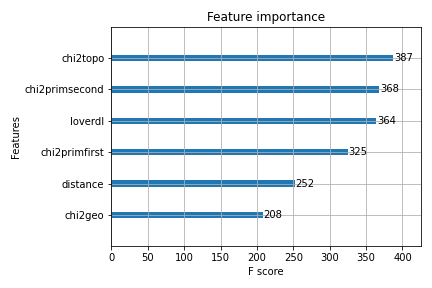 Feature importance
Features
chi2topo 387
chi2primsecond 368
loverdl 364
chi2primfirst 325
distance 252
chi2geo 208
0 50 100 150 200 250 300 350 400
F score